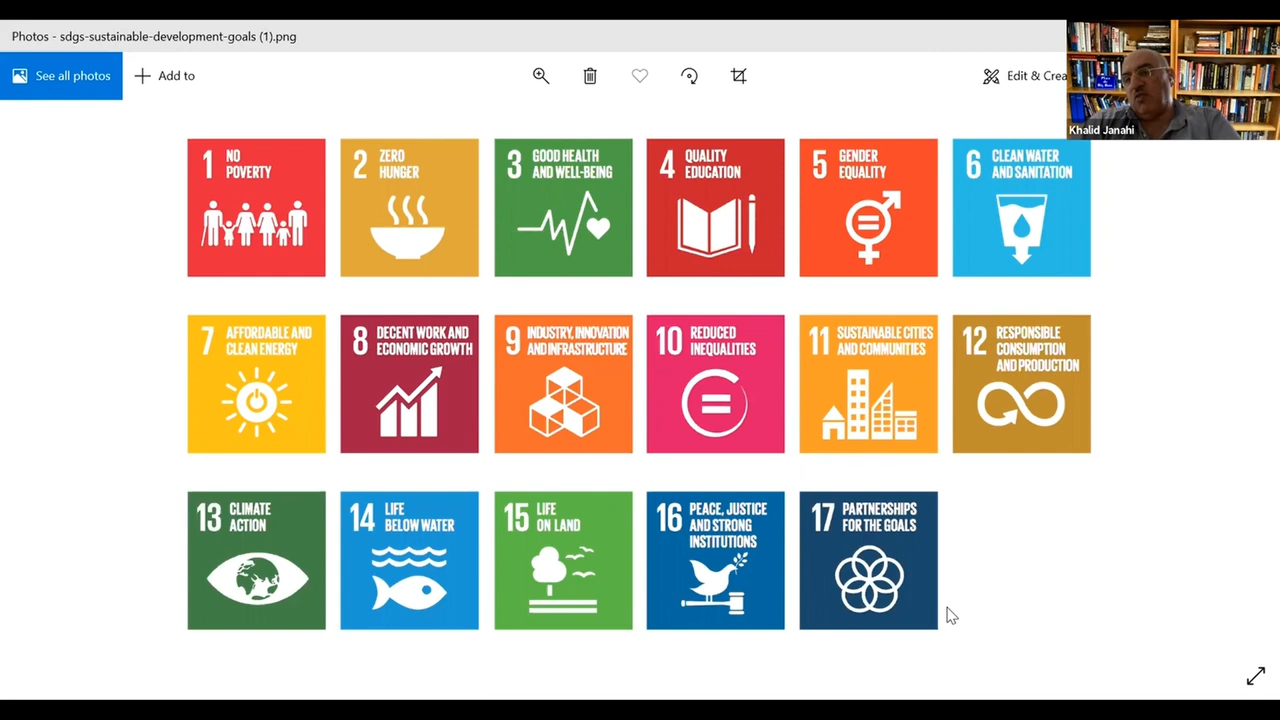 Photos - sdgs-sustainable-development-goals (1).png
See all photos
Add to
Edit & Crea
Khalid Janahi
1 NO
POVERTY
2 ZERO
HUNGER
3 GOOD HEALTH
AND WELL-BEING
4 QUALITY
EDUCATION
5 GENDER
EQUALITY
6 CLEAN WATER
AND SANITATION
7 AFFORDABLE AND
CLEAN ENERGY
8 DECENT WORK AND
ECONOMIC GROWTH
9 INDUSTRY, INNOVATION
AND INFRASTRUCTURE
10 REDUCED
INEQUALITIES
11 SUSTAINABLE CITIES
AND COMMUNITIES
12 RESPONSIBLE
CONSUMPTION
AND PRODUCTION
13 CLIMATE
ACTION
14 LIFE
BELOW WATER
15 LIFE
ON LAND
16 PEACE, JUSTICE
AND STRONG
INSTITUTIONS
17 PARTNERSHIPS
FOR THE GOALS